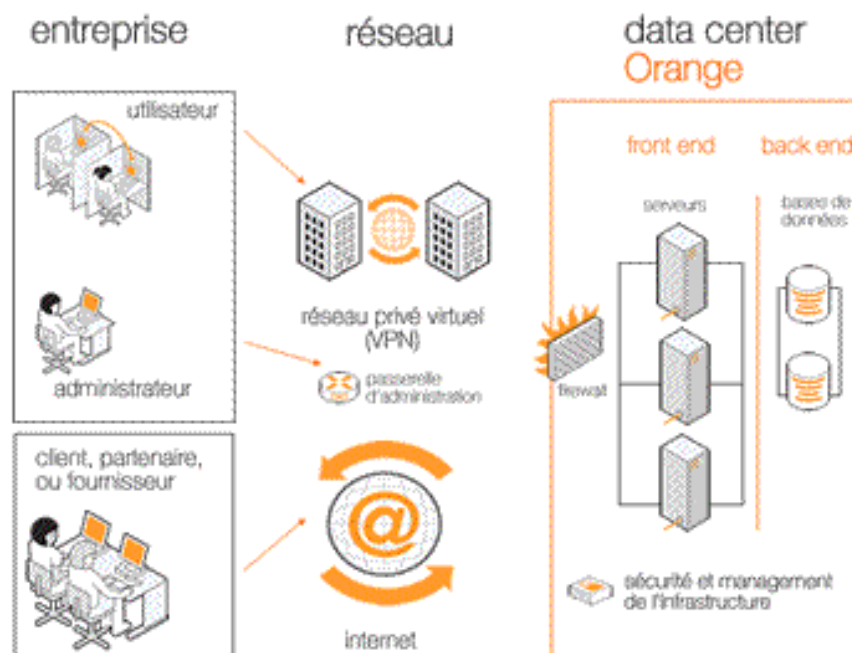 entreprise
réseau
data center
Orange
utilisateur
administrateur
client, partenaire,
ou fournisseur
réseau privé virtuel
(VPN)
passerelle
d'administration
internet
firewall
front end
serveurs
back end
bases de
données
sécurité et management
de l'infrastructure
@